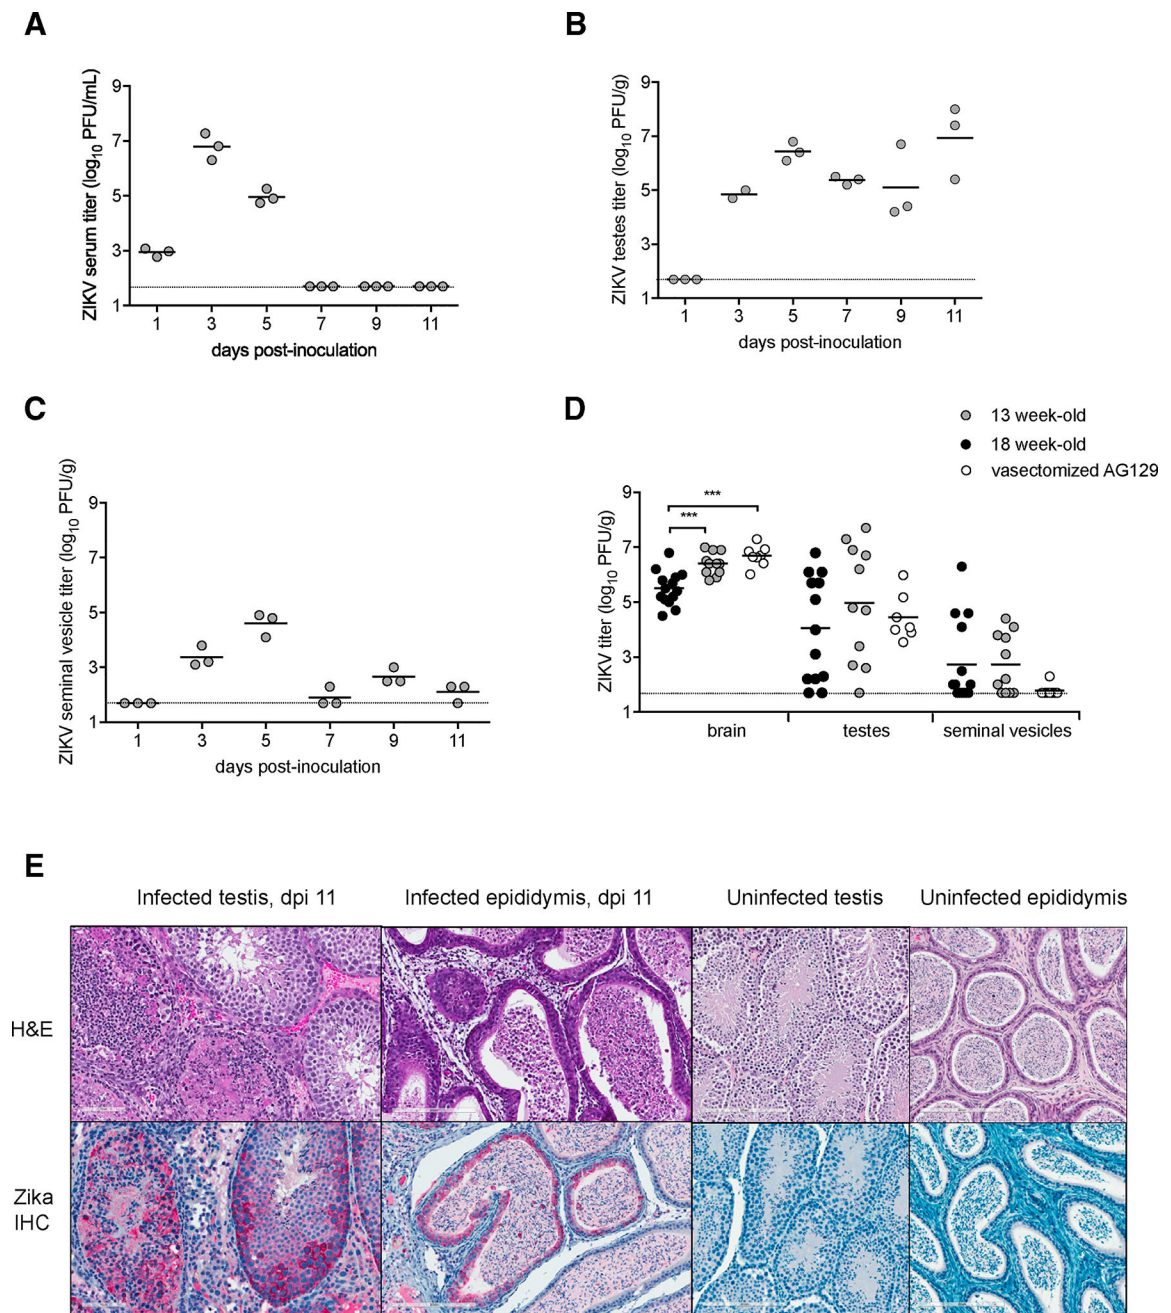 A
ZIKV serum titer (log10 PFU/mL)
9
7
5
3
1
1 3 5 7 9 11
days post-inoculation
B
ZIKV testes titer (log10 PFU/g)
9
7
5
3
1
1 3 5 7 9 11
days post-inoculation
C
ZIKV seminal vesicle titer (log10 PFU/g)
9
7
5
3
1
1 3 5 7 9 11
days post-inoculation
D
13 week-old
18 week-old
vasectomized AG129
ZIKV titer (log10 PFU/g)
9
7
5
3
1
***
***
brain testes seminal vesicles
E
Infected testis, dpi 11 Infected epididymis, dpi 11 Uninfected testis Uninfected epididymis
H&E
Zika
IHC